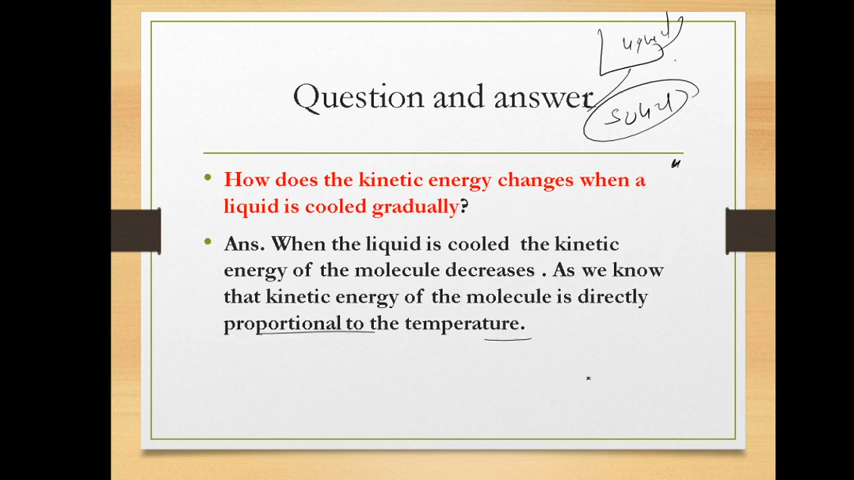 Liquid
Solid
Question and answer
• How does the kinetic energy changes when a
liquid is cooled gradually?
• Ans. When the liquid is cooled the kinetic
energy of the molecule decreases . As we know
that kinetic energy of the molecule is directly
proportional to the temperature.